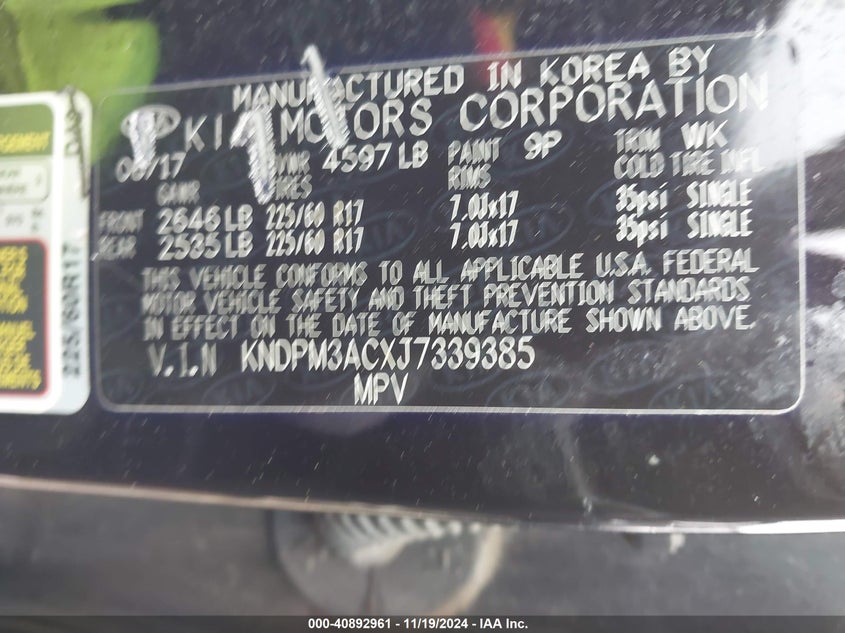 MANUFACTURED IN KOREA BY
KIA MOTORS CORPORATION
06/17 GVWR 4597 LB PAINT 9P TRIM WK
GAWR TIRES RIMS COLD TIRE INFL
FRONT 2646 LB 225/60 R17 7.0Jx17 35psi SINGLE
REAR 2535 LB 225/60 R17 7.0Jx17 35psi SINGLE
THIS VEHICLE CONFORMS TO ALL APPLICABLE U.S.A. FEDERAL
MOTOR VEHICLE SAFETY AND THEFT PREVENTION STANDARDS
IN EFFECT ON THE DATE OF MANUFACTURE SHOWN ABOVE.
V.I.N KNDPM3ACXJ7339385
MPV
225/60R17
000-40892961 - 11/19/2024 - IAA Inc.